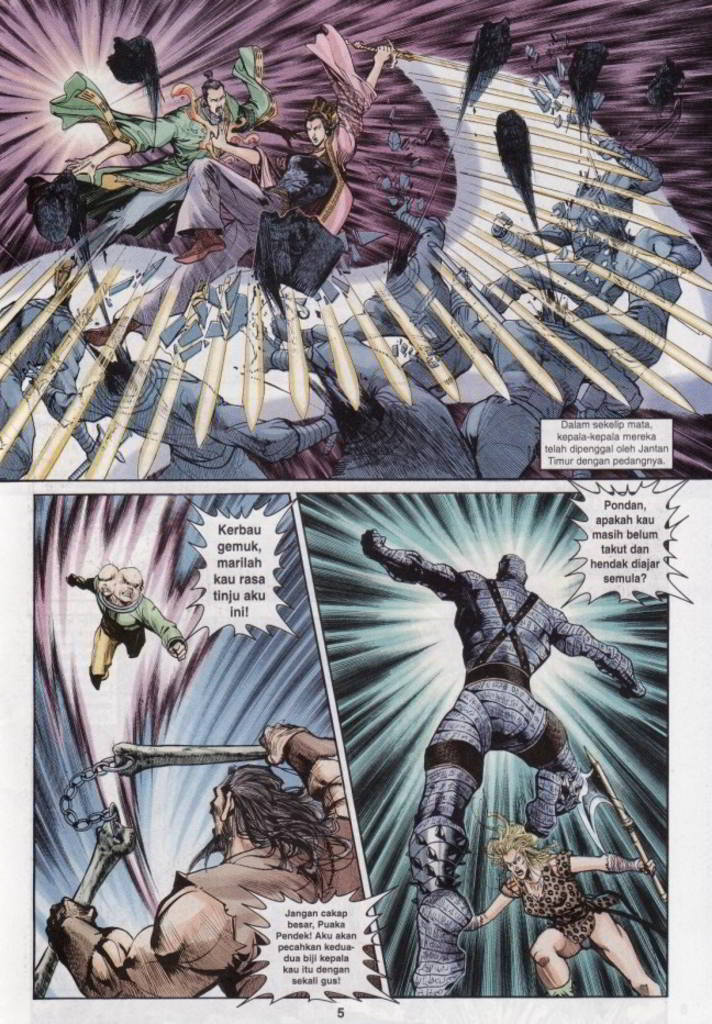 Dalam sekelip mata,
kepala-kepala mereka
telah dipenggal oleh Jantan
Timur dengan pedangnya.
Kerbau
gemuk,
marilah
kau rasa
tinju aku
ini!
Jangan cakap
besar, Puaka
Pendek! Aku akan
pecahkan kedua-
dua biji kepala
kau itu dengan
sekali gus!
Pondan,
apakah kau
masih belum
takut dan
hendak diajar
semula?
5